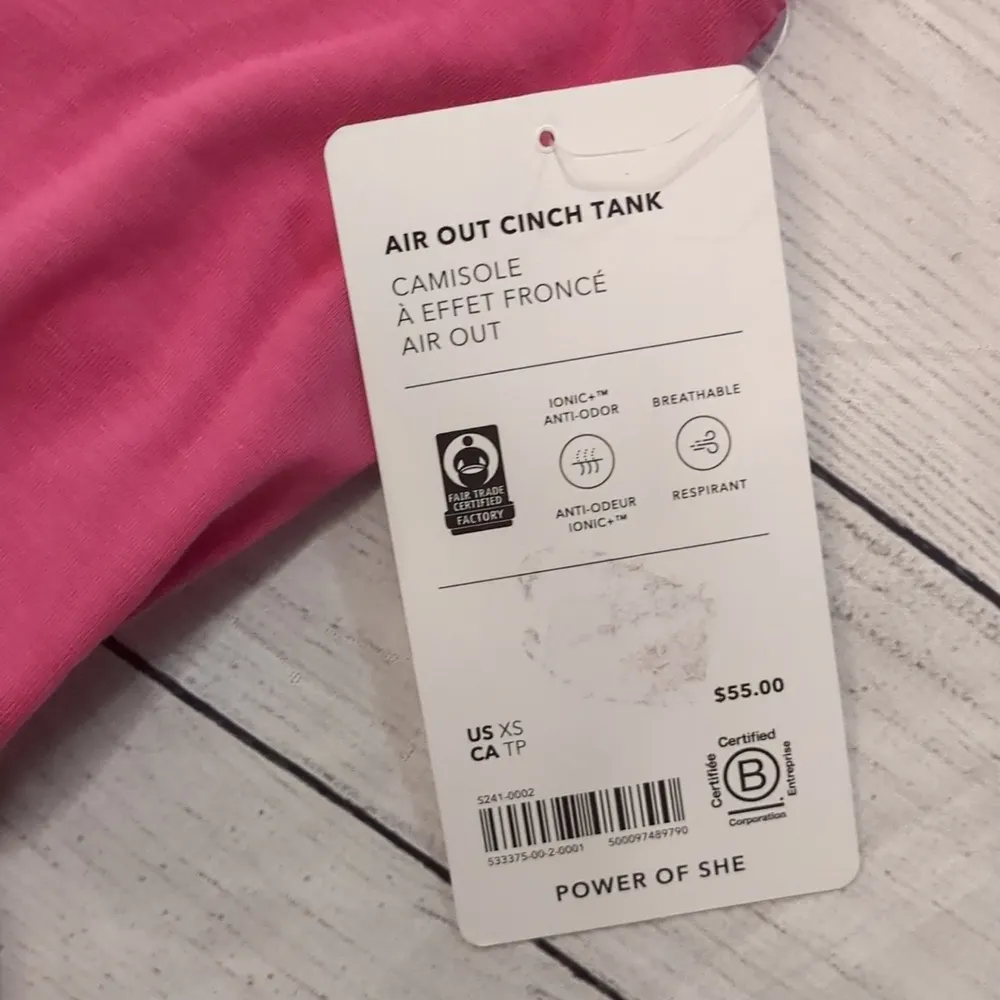 AIR OUT CINCH TANK
CAMISOLE
À EFFET FRONCÉ
AIR OUT
FAIR TRADE
CERTIFIED
FACTORY
IONIC+™
ANTI-ODOR
ANTI-ODEUR
IONIC+™
BREATHABLE
RESPIRANT
$55.00
US XS
CA TP
S241-0002
533375-00-2-0001 500097489790
Certified
Certifiée
B
Entreprise
Corporation
POWER OF SHE